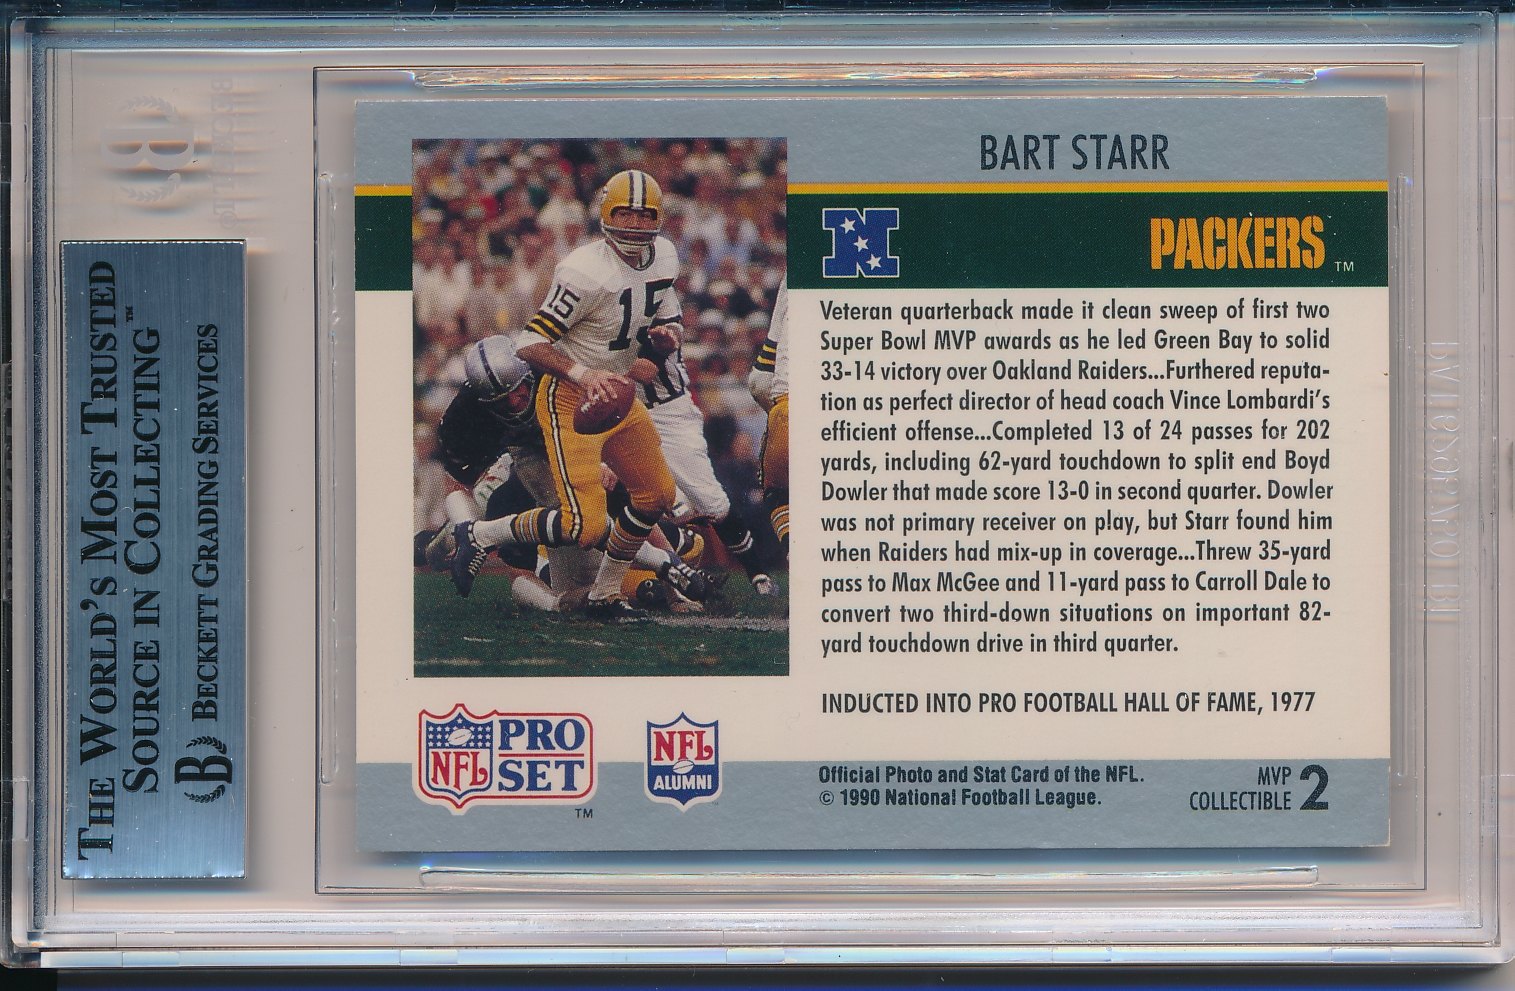 THE WORLD'S MOST TRUSTED
SOURCE IN COLLECTING™
BECKETT GRADING SERVICES
B
BART STARR
N
PACKERS™
15
15
Veteran quarterback made it clean sweep of first two
Super Bowl MVP awards as he led Green Bay to solid
33-14 victory over Oakland Raiders...Furthered reputa-
tion as perfect director of head coach Vince Lombardi's
efficient offense...Completed 13 of 24 passes for 202
yards, including 62-yard touchdown to split end Boyd
Dowler that made score 13-0 in second quarter. Dowler
was not primary receiver on play, but Starr found him
when Raiders had mix-up in coverage...Threw 35-yard
pass to Max McGee and 11-yard pass to Carroll Dale to
convert two third-down situations on important 82-
yard touchdown drive in third quarter.
INDUCTED INTO PRO FOOTBALL HALL OF FAME, 1977
NFL PRO SET™
NFL ALUMNI
Official Photo and Stat Card of the NFL.
© 1990 National Football League.
MVP
COLLECTIBLE 2